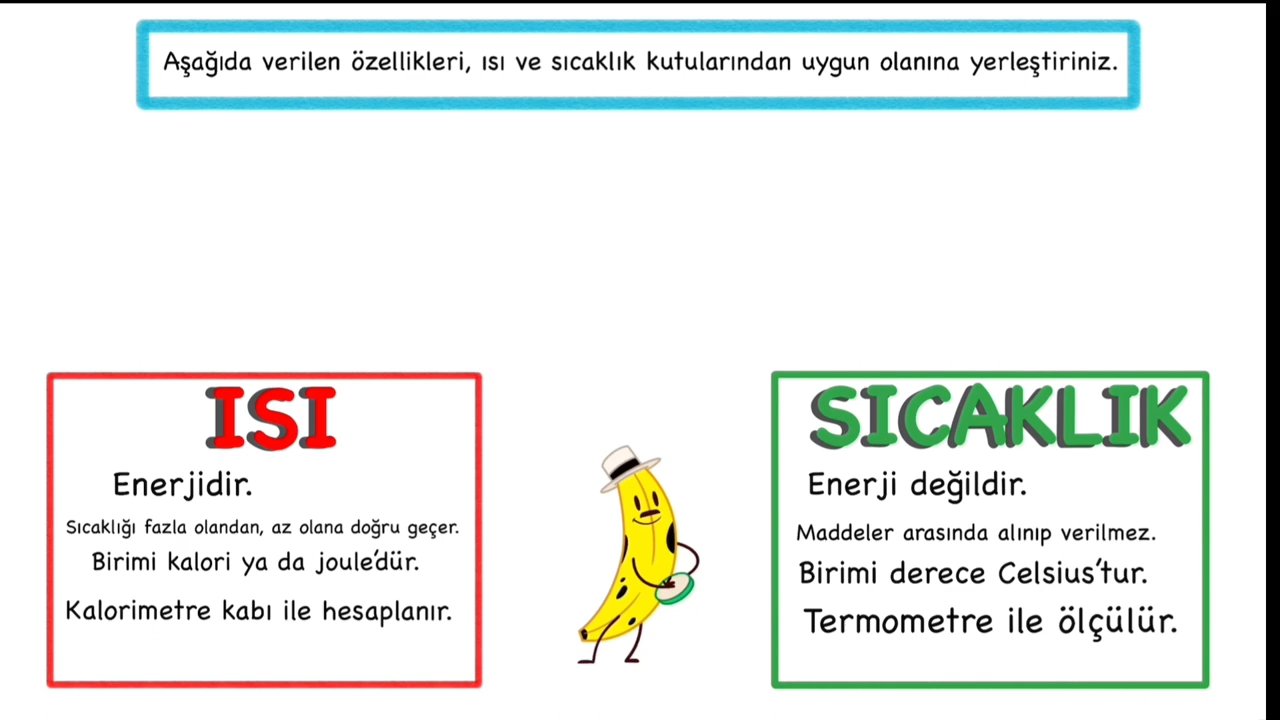 Aşağıda verilen özellikleri, ısı ve sıcaklık kutularından uygun olanına yerleştiriniz.
ISI
Enerjidir.
Sıcaklığı fazla olandan, az olana doğru geçer.
Birimi kalori ya da joule'dür.
Kalorimetre kabı ile hesaplanır.
SICAKLIK
Enerji değildir.
Maddeler arasında alınıp verilmez.
Birimi derece Celsius'tur.
Termometre ile ölçülür.